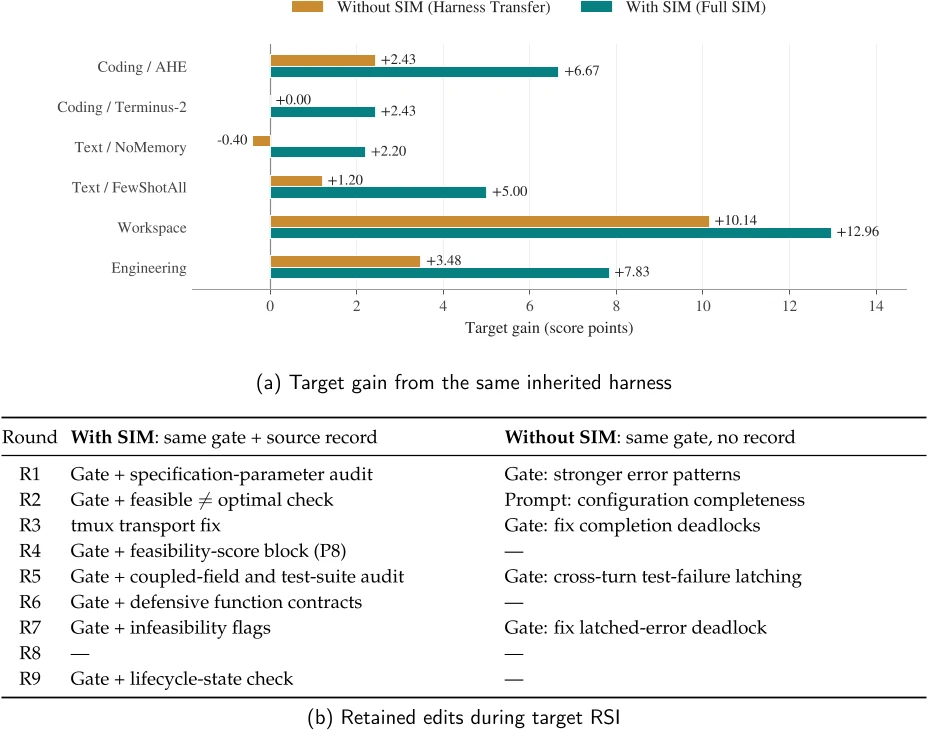 Without SIM (Harness Transfer) With SIM (Full SIM)
Coding / AHE +2.43 +6.67
Coding / Terminus-2 +0.00 +2.43
Text / NoMemory -0.40 +2.20
Text / FewShotAll +1.20 +5.00
Workspace +10.14 +12.96
Engineering +3.48 +7.83
0 2 4 6 8 10 12 14
Target gain (score points)
(a) Target gain from the same inherited harness
Round With SIM: same gate + source record Without SIM: same gate, no record
R1 Gate + specification-parameter audit Gate: stronger error patterns
R2 Gate + feasible ≠ optimal check Prompt: configuration completeness
R3 tmux transport fix Gate: fix completion deadlocks
R4 Gate + feasibility-score block (P8) —
R5 Gate + coupled-field and test-suite audit Gate: cross-turn test-failure latching
R6 Gate + defensive function contracts —
R7 Gate + infeasibility flags Gate: fix latched-error deadlock
R8 — —
R9 Gate + lifecycle-state check —
(b) Retained edits during target RSI